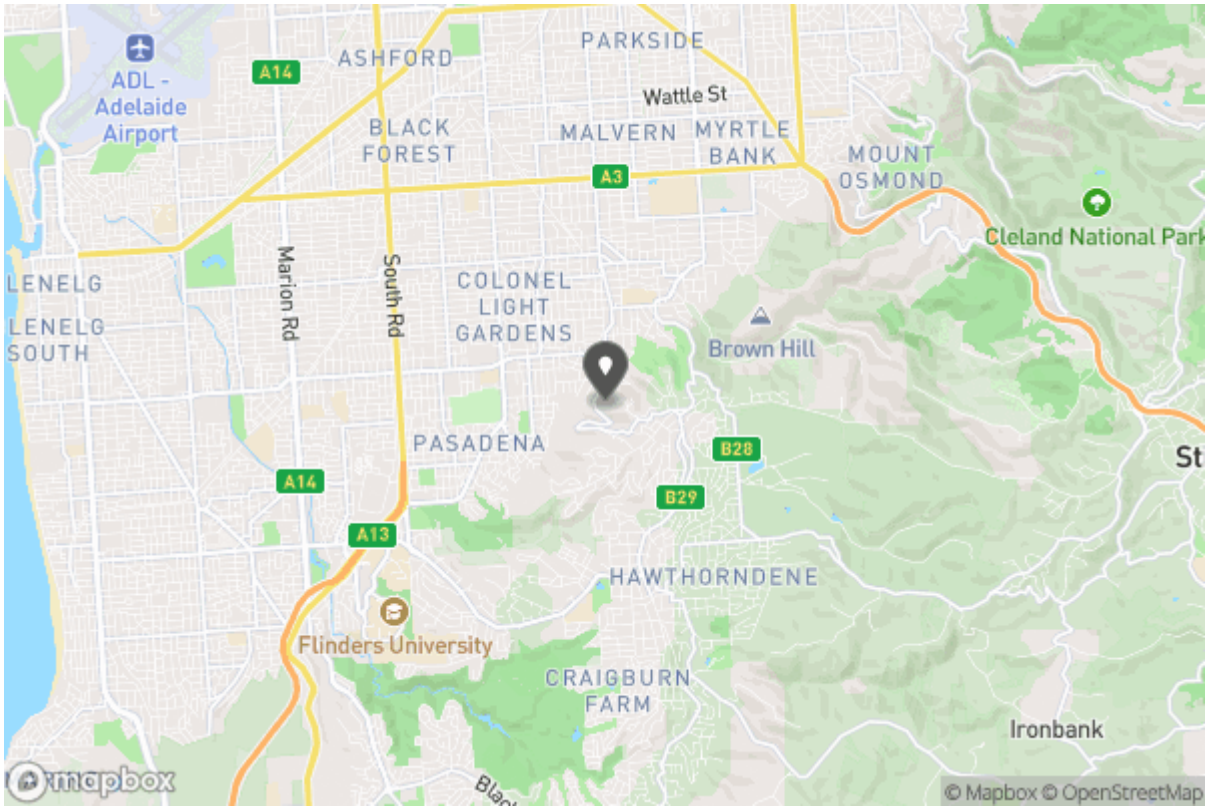 PARKSIDE
ASHFORD
A14
ADL -
Adelaide
Airport
Wattle St
BLACK
FOREST
MALVERN
MYRTLE
BANK
MOUNT
OSMOND
A3
Cleland National Park
Marion Rd
South Rd
LENELG
COLONEL
LIGHT
GARDENS
LENELG
SOUTH
Brown Hill
PASADENA
B28
St
A14
B29
A13
HAWTHORNDENE
Flinders University
CRAIGBURN
FARM
Ironbank
mapbox
Blac
© Mapbox © OpenStreetMap